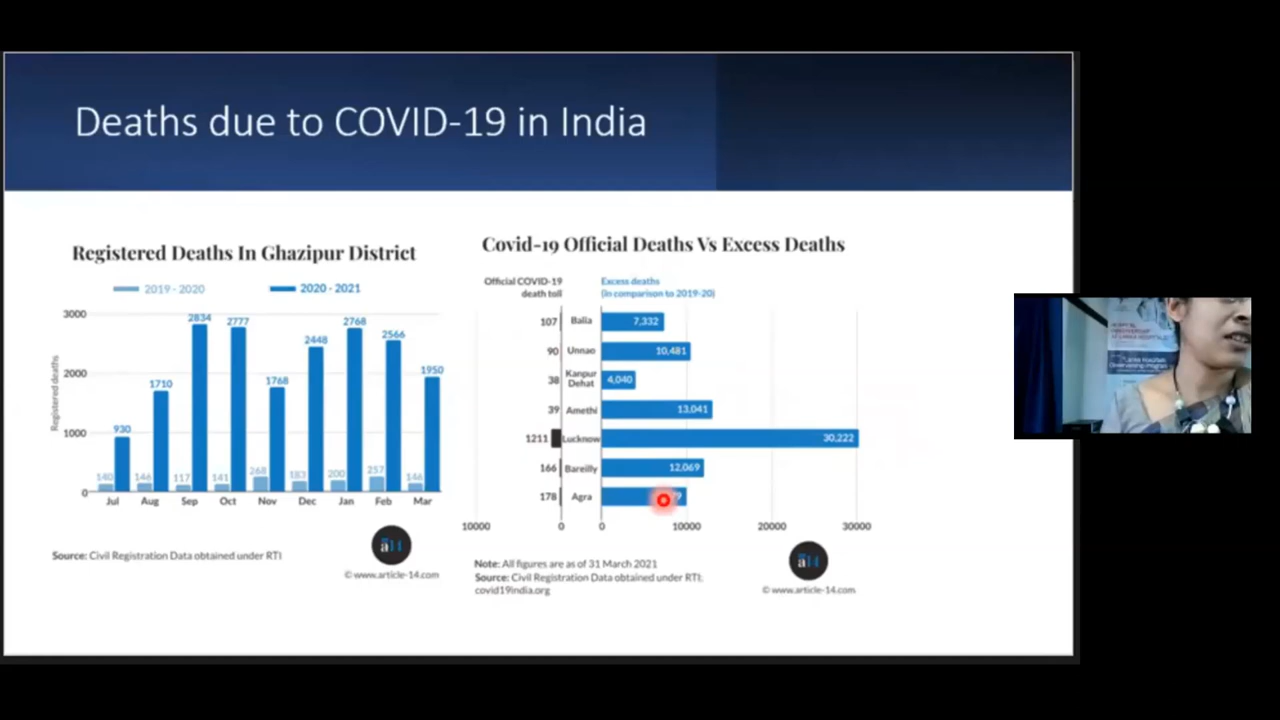 Deaths due to COVID-19 in India
Registered Deaths In Ghazipur District
2019 - 2020
2020 - 2021
Registered deaths
3000
2000
1000
0
140
930
146
1710
117
2834
141
2777
268
1768
183
2448
200
2768
257
2566
146
1950
Jul
Aug
Sep
Oct
Nov
Dec
Jan
Feb
Mar
Source: Civil Registration Data obtained under RTI
a14
© www.article-14.com
Covid-19 Official Deaths Vs Excess Deaths
Official COVID-19
death toll
Excess deaths
(in comparison to 2019-20)
107 Balia 7,332
90 Unnao 10,481
38 Kanpur
Dehat 4,040
39 Amethi 13,041
1211 Lucknow 30,222
166 Bareilly 12,069
178 Agra
10000
0
0
10000
20000
30000
Note: All figures are as of 31 March 2021
Source: Civil Registration Data obtained under RTI;
covid19india.org
a14
© www.article-14.com